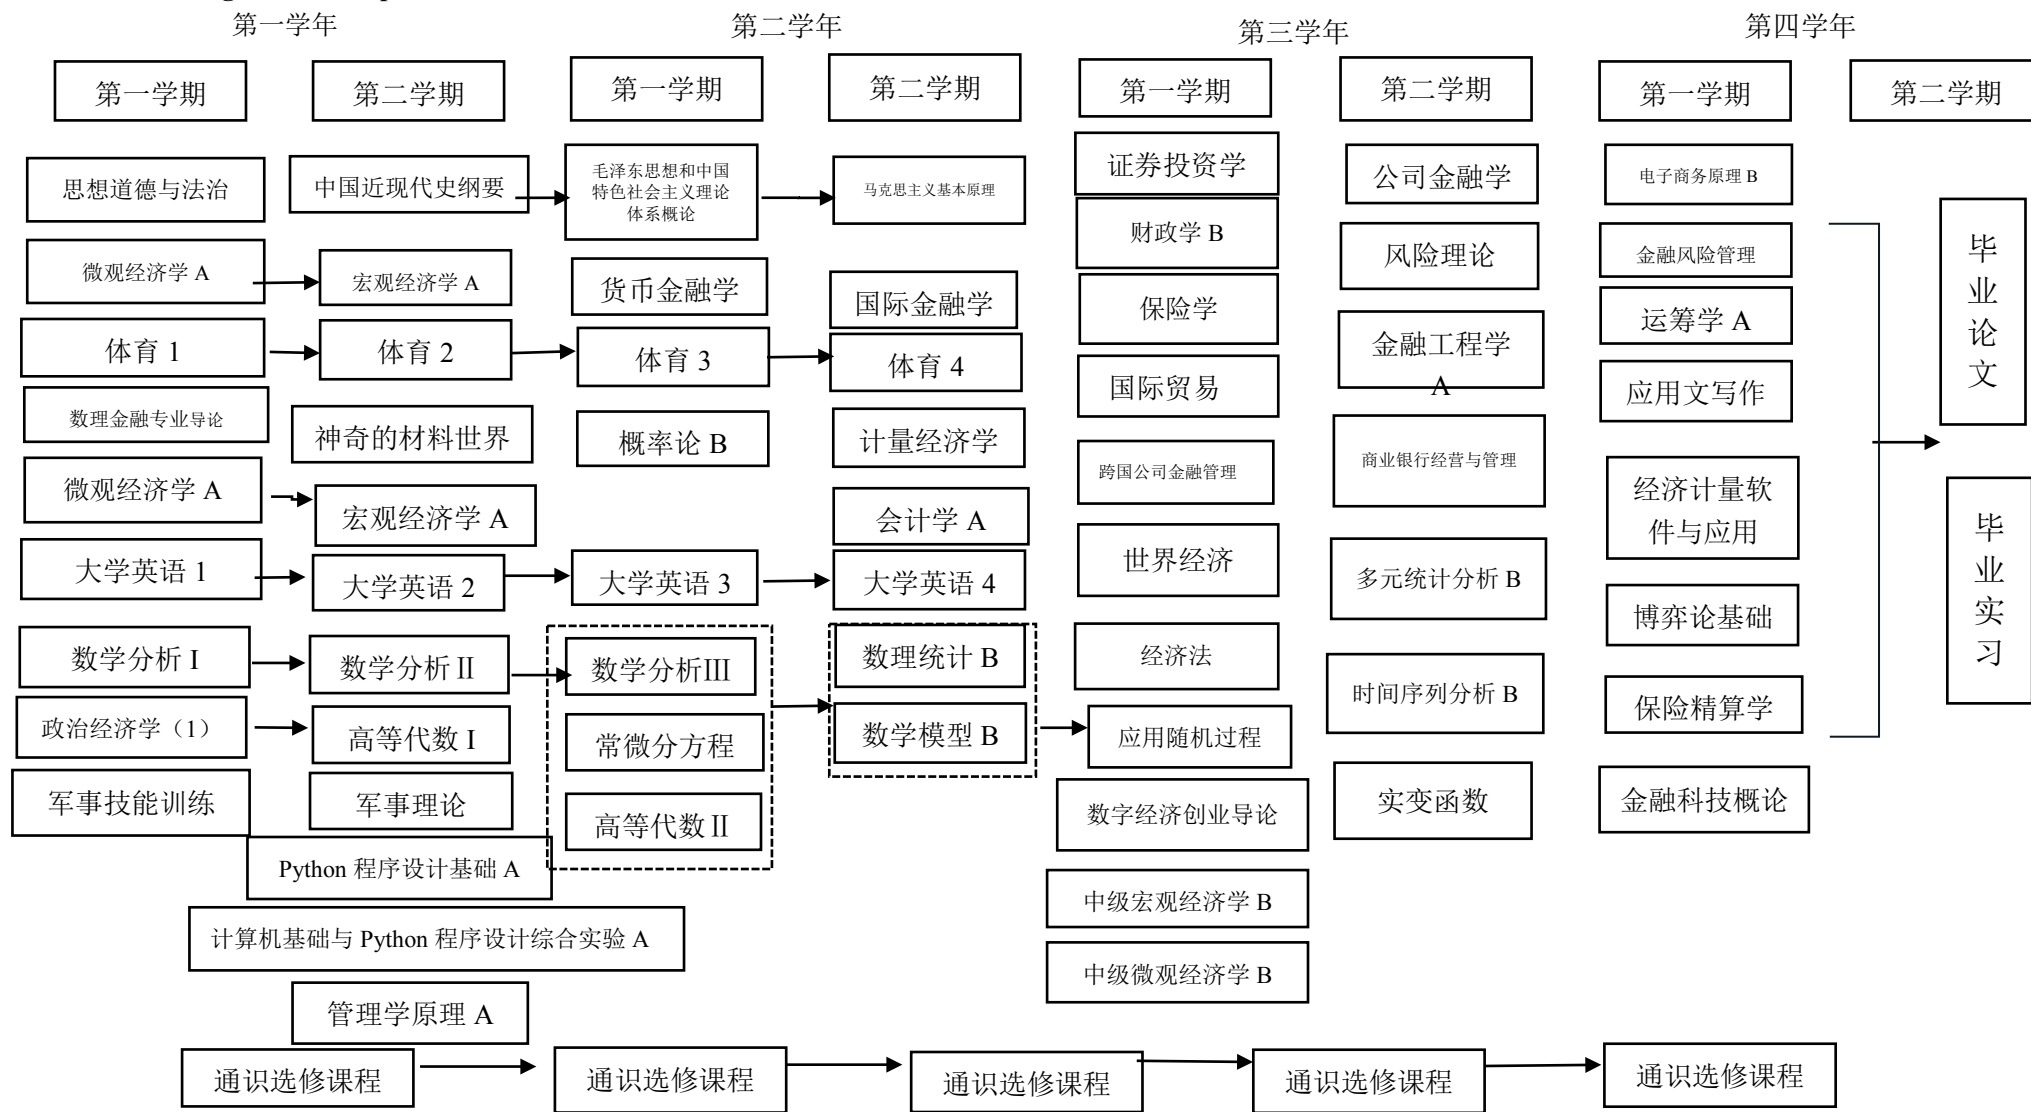 第一学年
第二学年
第三学年
第四学年
第一学期
第二学期
第一学期
第二学期
第一学期
第二学期
第一学期
第二学期
思想道德与法治
微观经济学 A
体育 1
数理金融专业导论
微观经济学 A
大学英语 1
数学分析 I
政治经济学（1）
军事技能训练
中国近现代史纲要
宏观经济学 A
体育 2
神奇的材料世界
宏观经济学 A
大学英语 2
数学分析 II
高等代数 I
军事理论
Python 程序设计基础 A
计算机基础与 Python 程序设计综合实验 A
管理学原理 A
毛泽东思想和中国
特色社会主义理论
体系概论
货币金融学
体育 3
概率论 B
大学英语 3
数学分析III
常微分方程
高等代数 II
马克思主义基本原理
国际金融学
体育 4
计量经济学
会计学 A
大学英语 4
数理统计 B
数学模型 B
证券投资学
财政学 B
保险学
国际贸易
跨国公司金融管理
世界经济
经济法
应用随机过程
数字经济创业导论
中级宏观经济学 B
中级微观经济学 B
公司金融学
风险理论
金融工程学
A
商业银行经营与管理
多元统计分析 B
时间序列分析 B
实变函数
电子商务原理 B
金融风险管理
运筹学 A
应用文写作
经济计量软
件与应用
博弈论基础
保险精算学
金融科技概论
毕业论文
毕业实习
通识选修课程
通识选修课程
通识选修课程
通识选修课程
通识选修课程